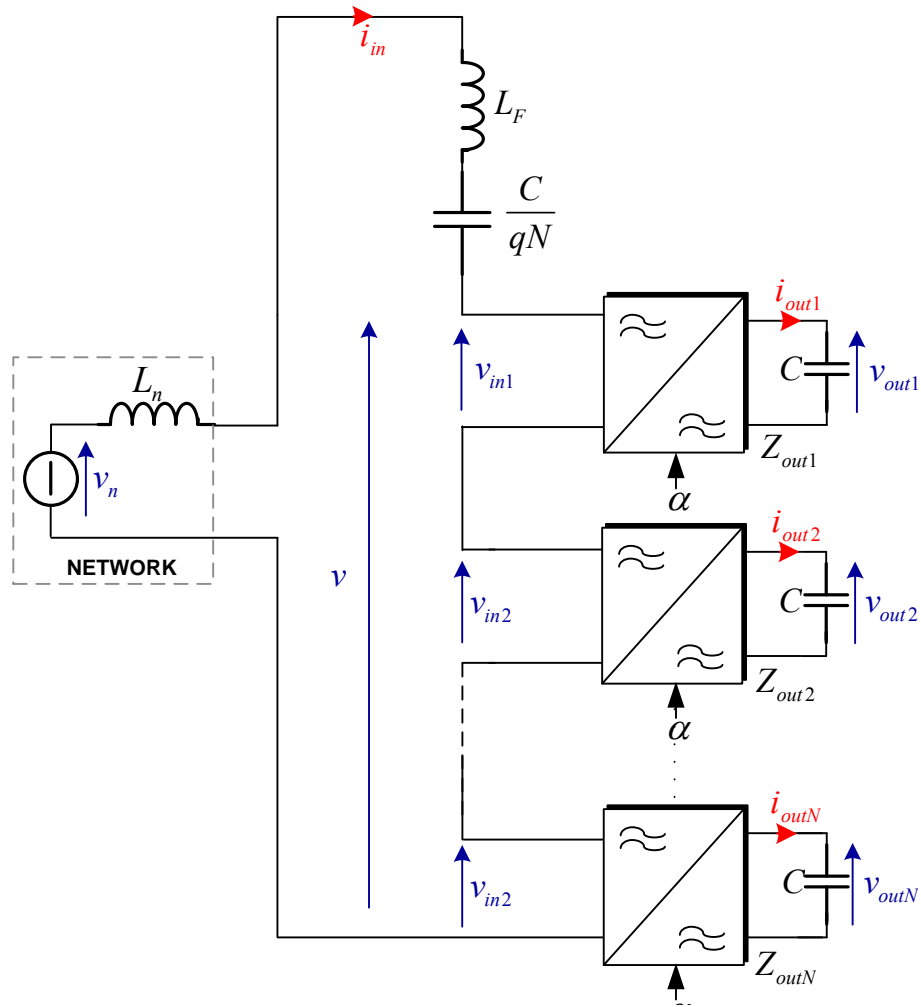 i_in
L_F
C
qN
i_out1
v_in1
C
v_out1
L_n
Z_out1
v_n
α
i_out2
NETWORK
v
v_in2
C
v_out2
Z_out2
α
i_outN
v_in2
C
v_outN
Z_outN
α